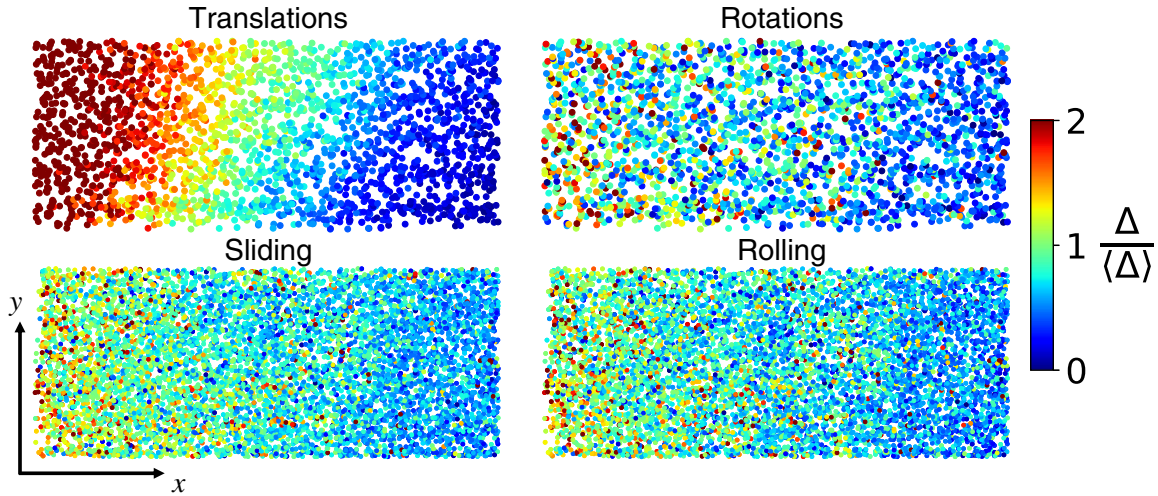 Translations
Rotations
2
1
0
Δ
⟨Δ⟩
Sliding
Rolling
y
x